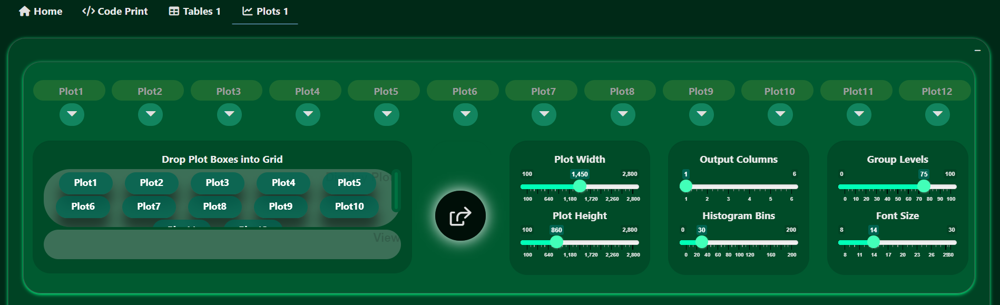 Home Code Print Tables 1 Plots 1
Plot1 Plot2 Plot3 Plot4 Plot5 Plot6 Plot7 Plot8 Plot9 Plot10 Plot11 Plot12
Drop Plot Boxes into Grid
Plot1 Plot2 Plot3 Plot4 Plot5
Plot6 Plot7 Plot8 Plot9 Plot10
View
Plot Width
100 1,450 2,800
100 640 1,180 1,720 2,260 2,800
Plot Height
100 860 2,800
100 640 1,180 1,720 2,260 2,800
Output Columns
1 6
1 2 3 4 5 6
Histogram Bins
0 30 200
0 20 40 60 80 100 120 160 200
Group Levels
0 75 100
0 10 20 30 40 50 60 70 80 90 100
Font Size
8 14 30
8 11 14 17 20 23 26 29 30